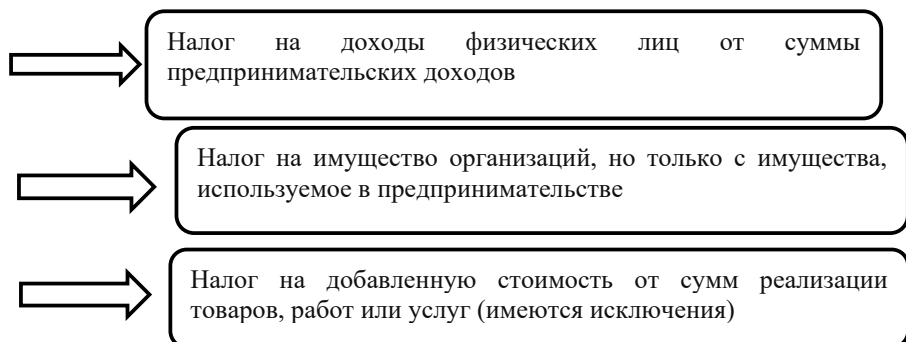 Налог на доходы физических лиц от суммы
предпринимательских доходов
Налог на имущество организаций, но только с имущества,
используемое в предпринимательстве
Налог на добавленную стоимость от сумм реализации
товаров, работ или услуг (имеются исключения)